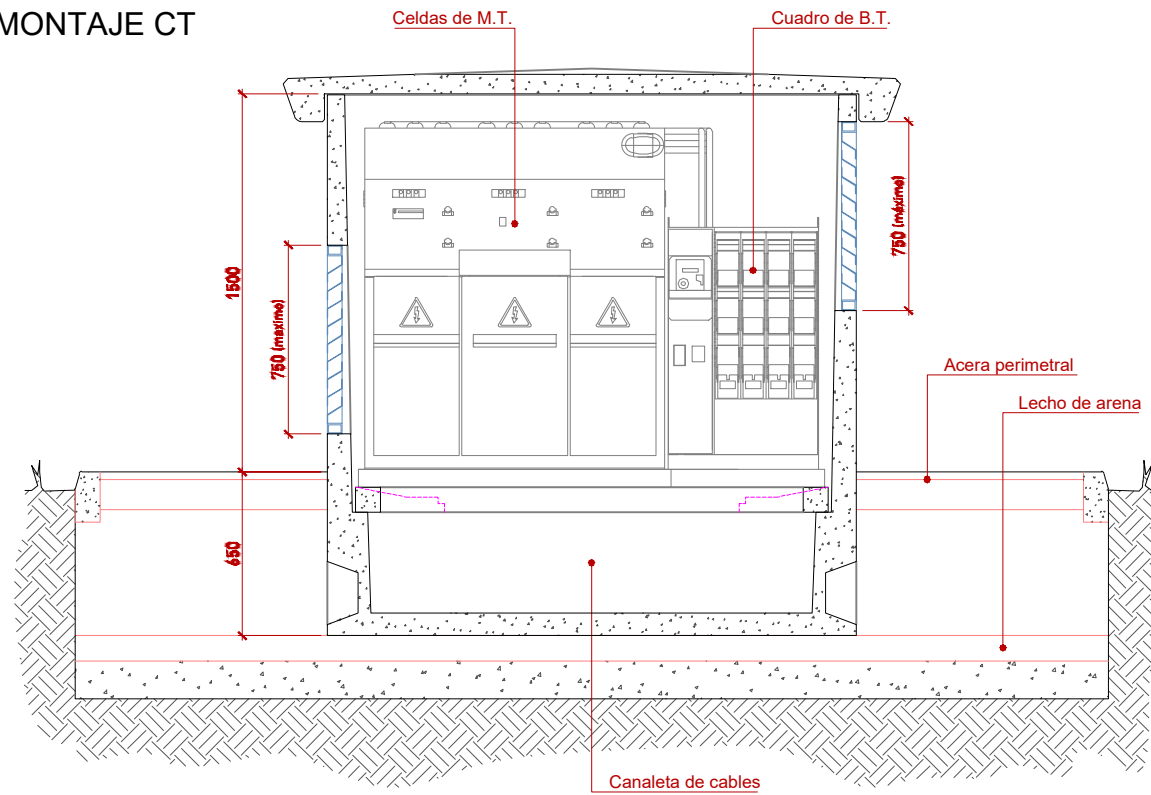 MONTAJE CT
Celdas de M.T.
Cuadro de B.T.
750 (máximo)
1500
750 (maximo)
Acera perimetral
Lecho de arena
650
Canaleta de cables